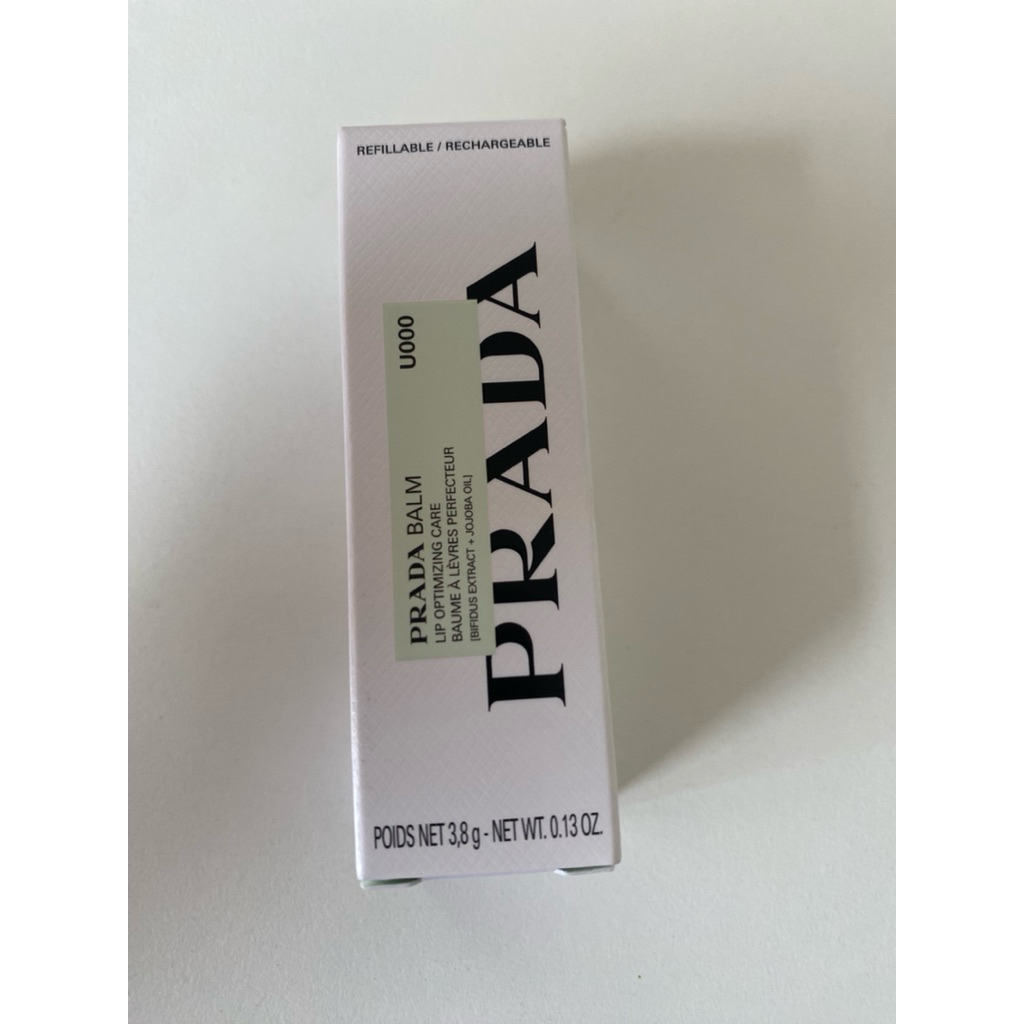 REFILLABLE / RECHARGEABLE
PRADA
PRADA BALM U000
LIP OPTIMIZING CARE
BAUME À LÈVRES PERFECTEUR
[BIFIDUS EXTRACT + JOJOBA OIL]
POIDS NET 3,8 g - NET WT. 0.13 OZ.